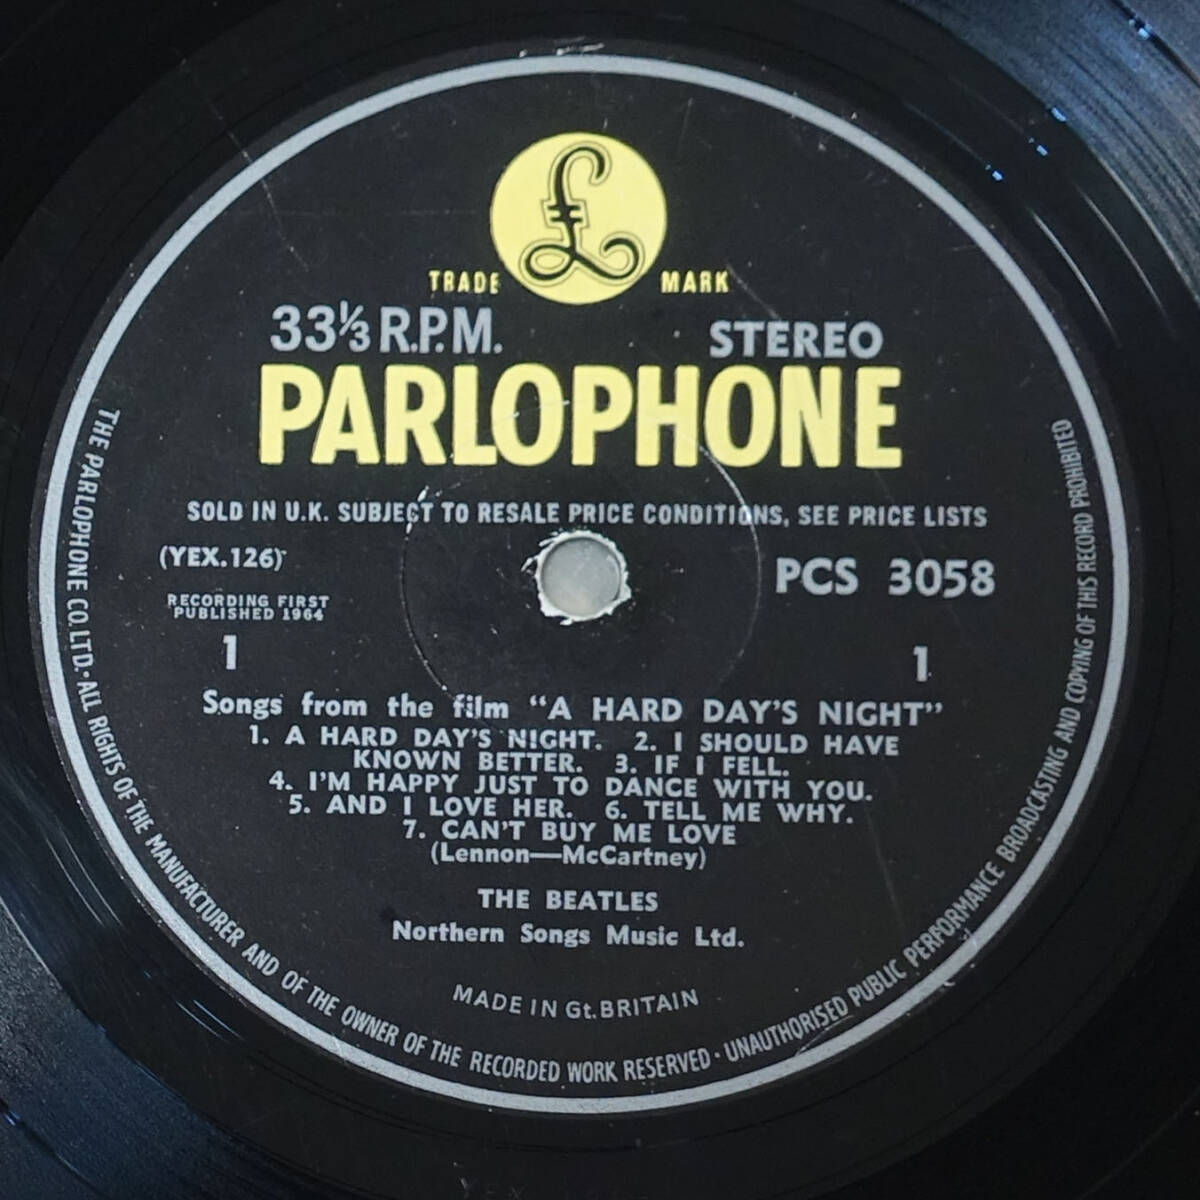 £
TRADE MARK
33⅓ R.P.M. STEREO
PARLOPHONE
SOLD IN U.K. SUBJECT TO RESALE PRICE CONDITIONS, SEE PRICE LISTS
(YEX.126) PCS 3058
RECORDING FIRST
PUBLISHED 1964
1 1
Songs from the film "A HARD DAY'S NIGHT"
1. A HARD DAY'S NIGHT. 2. I SHOULD HAVE
KNOWN BETTER. 3. IF I FELL.
4. I'M HAPPY JUST TO DANCE WITH YOU.
5. AND I LOVE HER. 6. TELL ME WHY.
7. CAN'T BUY ME LOVE
(Lennon—McCartney)
THE BEATLES
Northern Songs Music Ltd.
MADE IN Gt. BRITAIN
THE PARLOPHONE CO. LTD. · ALL RIGHTS OF THE MANUFACTURER AND OF THE OWNER OF THE RECORDED WORK RESERVED · UNAUTHORISED PUBLIC PERFORMANCE BROADCASTING AND COPYING OF THIS RECORD PROHIBITED